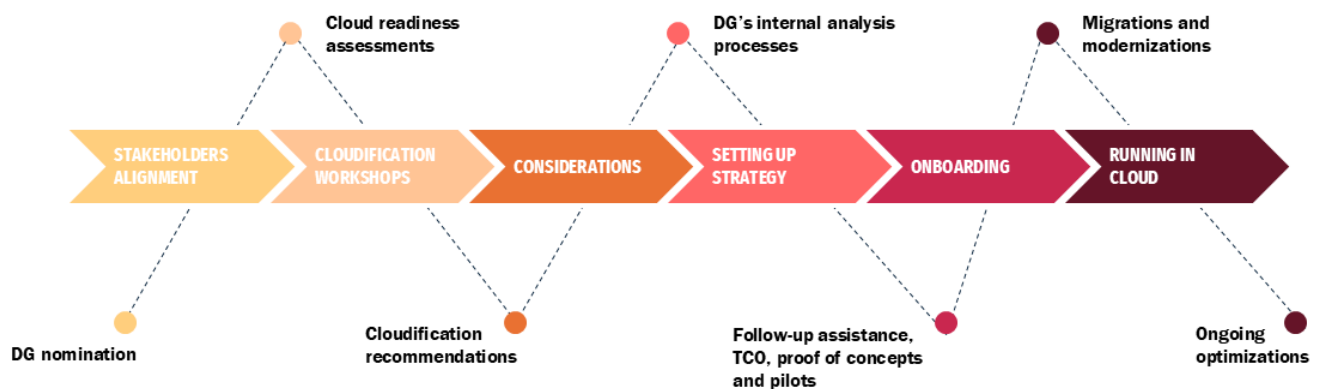 Cloud readiness
assessments
DG's internal analysis
processes
Migrations and
modernizations
STAKEHOLDERS
ALIGNMENT
CLOUDIFICATION
WORKSHOPS
CONSIDERATIONS
SETTING UP
STRATEGY
ONBOARDING
RUNNING IN
CLOUD
DG nomination
Cloudification
recommendations
Follow-up assistance,
TCO, proof of concepts
and pilots
Ongoing
optimizations